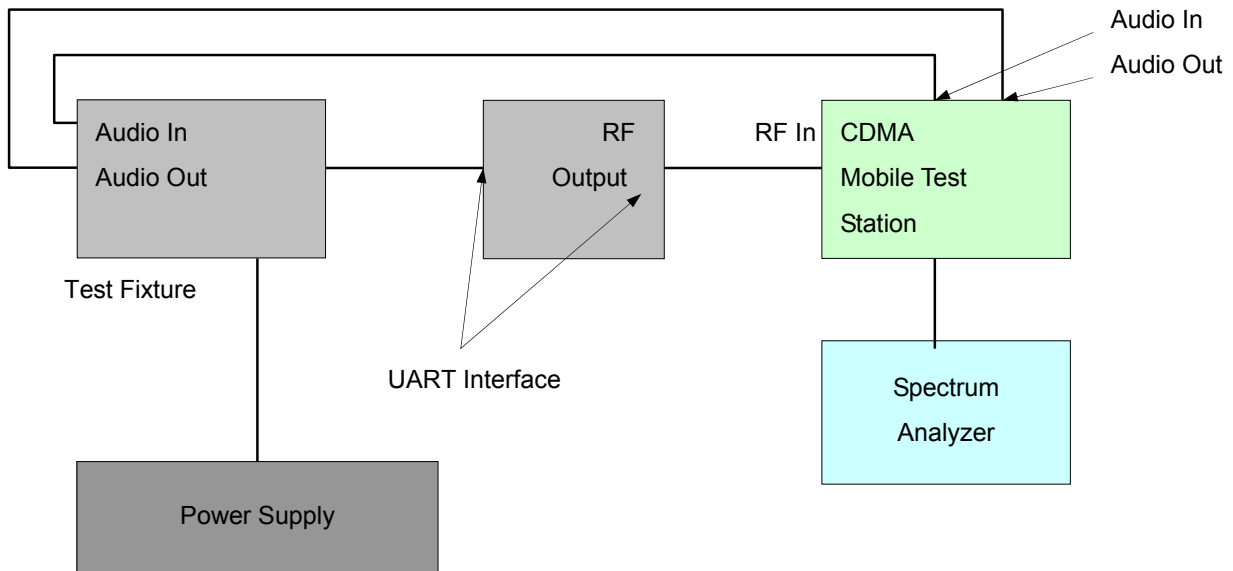 Audio In
Audio Out
Audio In
Audio Out
RF
Output
RF In
CDMA
Mobile Test
Station
Test Fixture
UART Interface
Spectrum
Analyzer
Power Supply